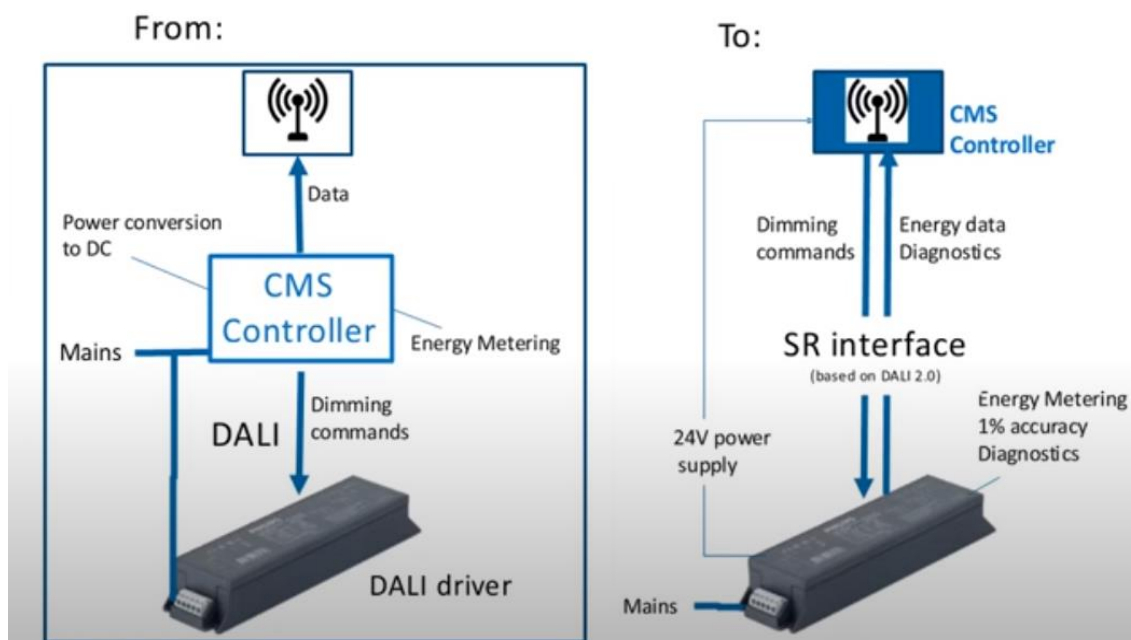 From:
Data
Power conversion
to DC
CMS
Controller
Mains
Energy Metering
Dimming
commands
DALI
DALI driver
To:
CMS
Controller
Dimming
commands
Energy data
Diagnostics
SR interface
(based on DALI 2.0)
24V power
supply
Energy Metering
1% accuracy
Diagnostics
Mains